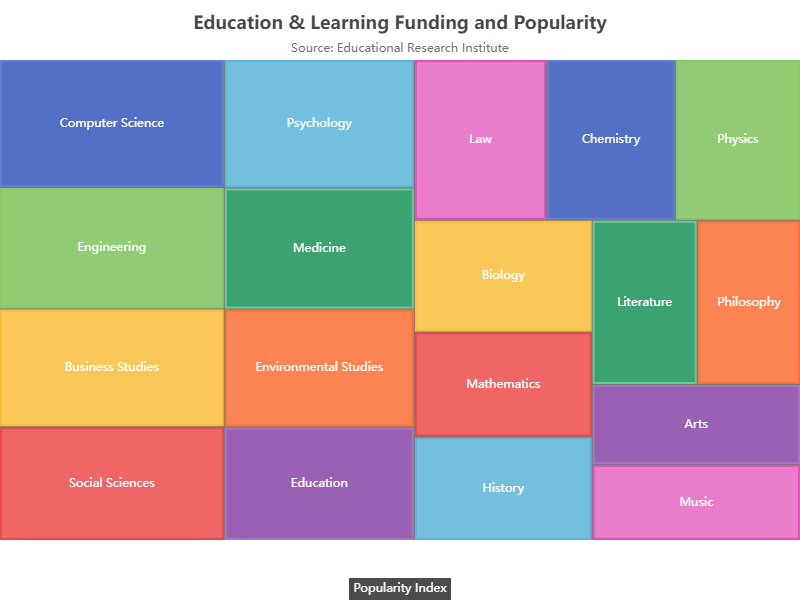 Education & Learning Funding and Popularity
Source: Educational Research Institute
Computer Science
Psychology
Law
Chemistry
Physics
Engineering
Medicine
Biology
Literature
Philosophy
Business Studies
Environmental Studies
Mathematics
Arts
Social Sciences
Education
History
Music
Popularity Index